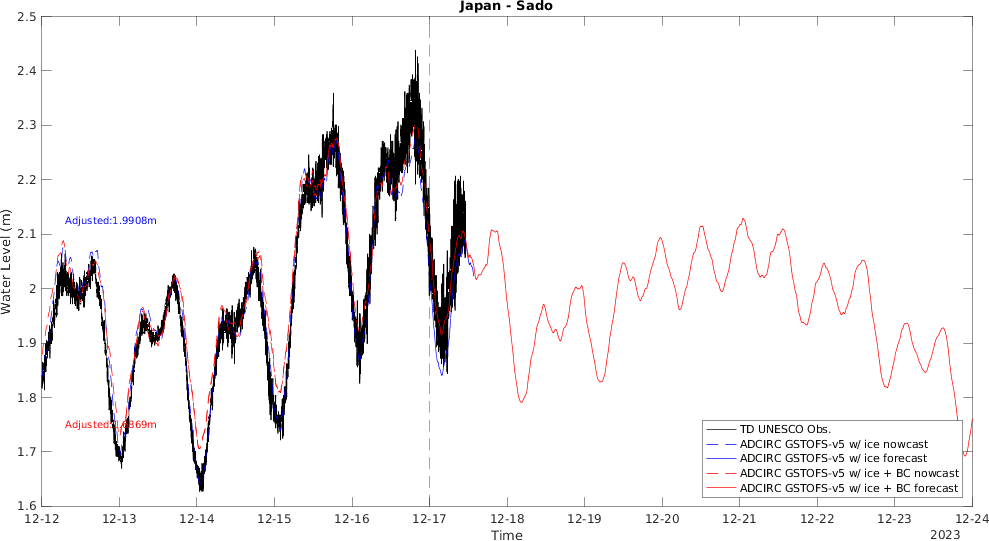 Japan - Sado
2.5
2.4
2.3
2.2
2.1
2
1.9
1.8
1.7
1.6
Water Level (m)
Adjusted:1.9908m
TD UNESCO Obs.
ADCIRC GSTOFS-v5 w/ ice nowcast
ADCIRC GSTOFS-v5 w/ ice forecast
ADCIRC GSTOFS-v5 w/ ice + BC nowcast
ADCIRC GSTOFS-v5 w/ ice + BC forecast
12-12 12-13 12-14 12-15 12-16 12-17 12-18 12-19 12-20 12-21 12-22 12-23 12-24
Time
2023